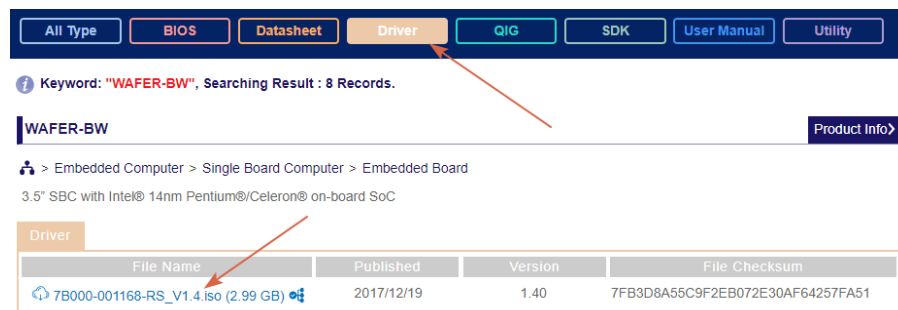 All Type BIOS Datasheet Driver QIG SDK User Manual Utility
Keyword: "WAFER-BW", Searching Result : 8 Records.
WAFER-BW Product Info>
> Embedded Computer > Single Board Computer > Embedded Board
3.5" SBC with Intel® 14nm Pentium®/Celeron® on-board SoC
Driver
File Name Published Version File Checksum
7B000-001168-RS_V1.4.iso (2.99 GB) 2017/12/19 1.40 7FB3D8A55C9F2EB072E30AF64257FA51